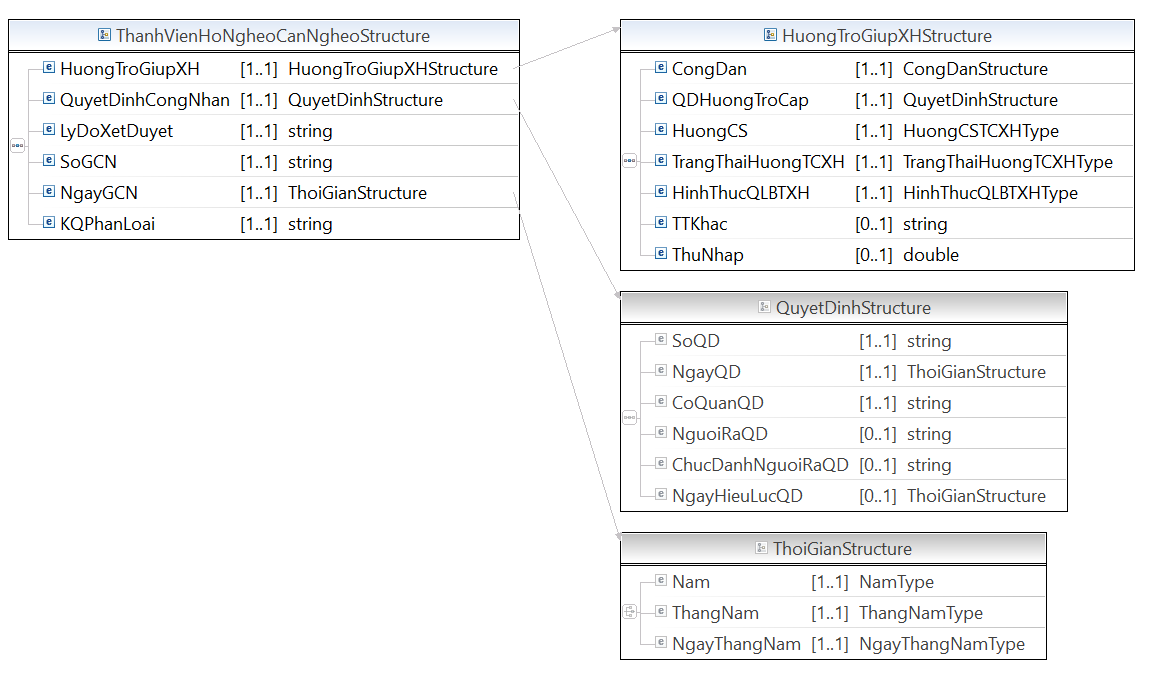 ThanhVienHoNgheoCanNgheoStructure
HuongTroGiupXH [1..1] HuongTroGiupXHStructure
QuyetDinhCongNhan [1..1] QuyetDinhStructure
LyDoXetDuyet [1..1] string
SoGCN [1..1] string
NgayGCN [1..1] ThoiGianStructure
KQPhanLoai [1..1] string
HuongTroGiupXHStructure
CongDan [1..1] CongDanStructure
QDHuongTroCap [1..1] QuyetDinhStructure
HuongCS [1..1] HuongCSTCXHType
TrangThaiHuongTCXH [1..1] TrangThaiHuongTCXHType
HinhThucQLBTXH [1..1] HinhThucQLBTXHType
TTKhac [0..1] string
ThuNhap [0..1] double
QuyetDinhStructure
SoQD [1..1] string
NgayQD [1..1] ThoiGianStructure
CoQuanQD [1..1] string
NguoiRaQD [0..1] string
ChucDanhNguoiRaQD [0..1] string
NgayHieuLucQD [0..1] ThoiGianStructure
ThoiGianStructure
Nam [1..1] NamType
ThangNam [1..1] ThangNamType
NgayThangNam [1..1] NgayThangNamType